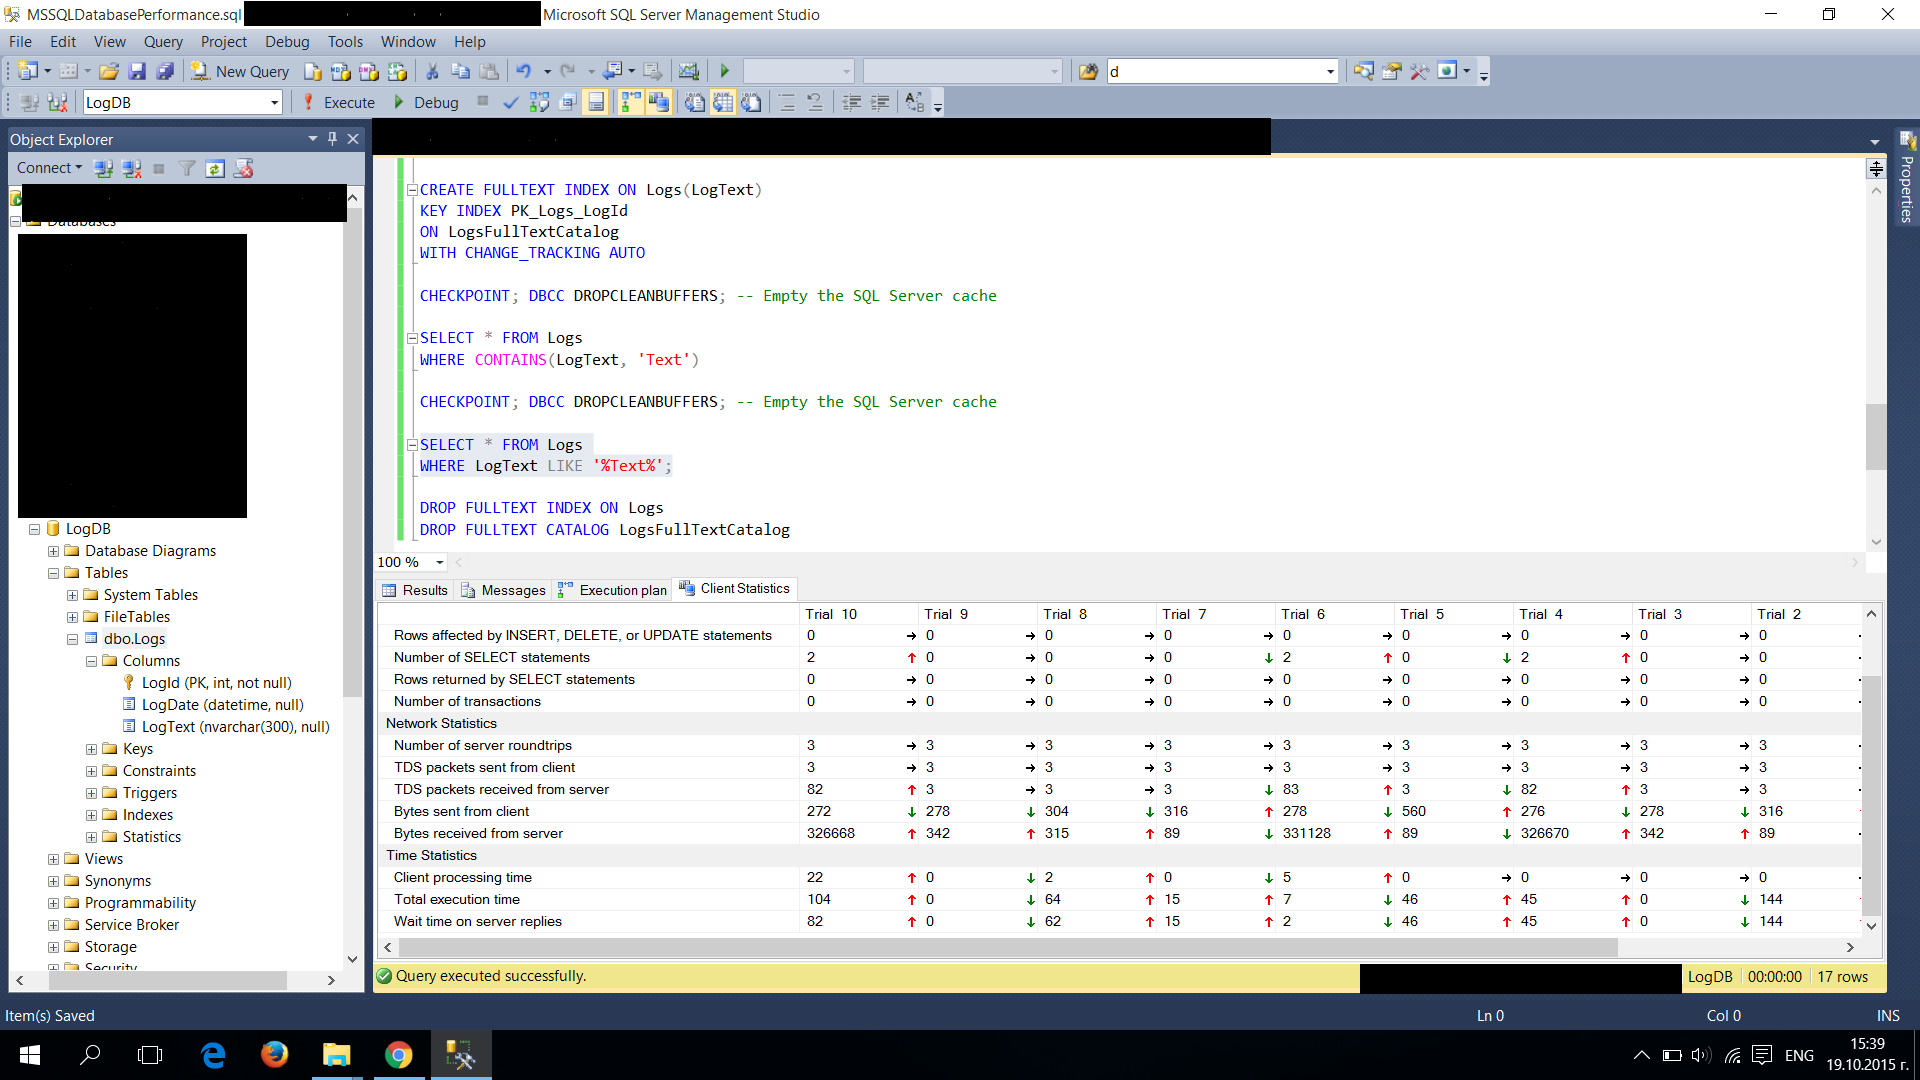 MSSQLDatabasePerformance.sql Microsoft SQL Server Management Studio
File Edit View Query Project Debug Tools Window Help
New Query d
LogDB Execute Debug
Object Explorer
Connect
Databases
LogDB
Database Diagrams
Tables
System Tables
FileTables
dbo.Logs
Columns
LogId (PK, int, not null)
LogDate (datetime, null)
LogText (nvarchar(300), null)
Keys
Constraints
Triggers
Indexes
Statistics
Views
Synonyms
Programmability
Service Broker
Storage
Security
CREATE FULLTEXT INDEX ON Logs(LogText)
KEY INDEX PK_Logs_LogId
ON LogsFullTextCatalog
WITH CHANGE_TRACKING AUTO
CHECKPOINT; DBCC DROPCLEANBUFFERS; -- Empty the SQL Server cache
SELECT * FROM Logs
WHERE CONTAINS(LogText, 'Text')
CHECKPOINT; DBCC DROPCLEANBUFFERS; -- Empty the SQL Server cache
SELECT * FROM Logs
WHERE LogText LIKE '%Text%';
DROP FULLTEXT INDEX ON Logs
DROP FULLTEXT CATALOG LogsFullTextCatalog
100 %
Properties
Results Messages Execution plan Client Statistics
Trial 10 Trial 9 Trial 8 Trial 7 Trial 6 Trial 5 Trial 4 Trial 3 Trial 2
Rows affected by INSERT, DELETE, or UPDATE statements 0 → 0 → 0 → 0 → 0 → 0 → 0 → 0 → 0
Number of SELECT statements 2 ↑ 0 → 0 → 0 ↓ 2 ↑ 0 ↓ 2 ↑ 0 → 0
Rows returned by SELECT statements 0 → 0 → 0 → 0 → 0 → 0 → 0 → 0 → 0
Number of transactions 0 → 0 → 0 → 0 → 0 → 0 → 0 → 0 → 0
Network Statistics
Number of server roundtrips 3 → 3 → 3 → 3 → 3 → 3 → 3 → 3 → 3
TDS packets sent from client 3 → 3 → 3 → 3 → 3 → 3 → 3 → 3 → 3
TDS packets received from server 82 ↑ 3 → 3 → 3 ↓ 83 ↑ 3 ↓ 82 ↑ 3 → 3
Bytes sent from client 272 ↓ 278 ↓ 304 ↓ 316 ↑ 278 ↓ 560 ↑ 276 ↓ 278 ↓ 316
Bytes received from server 326668 ↑ 342 ↑ 315 ↑ 89 ↓ 331128 ↑ 89 ↓ 326670 ↑ 342 ↑ 89
Time Statistics
Client processing time 22 ↑ 0 ↓ 2 ↑ 0 ↓ 5 ↑ 0 → 0 → 0 → 0
Total execution time 104 ↑ 0 ↓ 64 ↑ 15 ↑ 7 ↓ 46 ↑ 45 ↑ 0 ↓ 144
Wait time on server replies 82 ↑ 0 ↓ 62 ↑ 15 ↑ 2 ↓ 46 ↑ 45 ↑ 0 ↓ 144
Query executed successfully. LogDB 00:00:00 17 rows
Item(s) Saved Ln 0 Col 0 INS
ENG 15:39
19.10.2015 г.